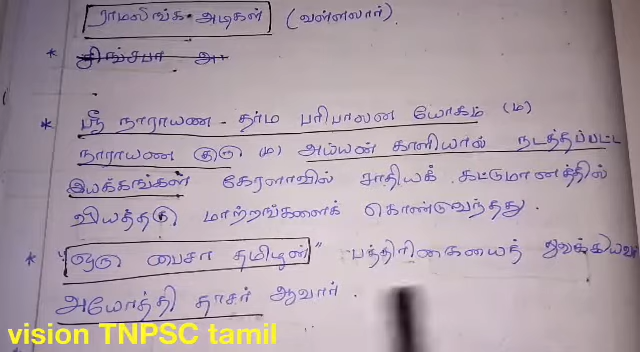 ராமலிங்க அடிகள் (வள்ளலார்)
* சிங்சபா அ
* ஸ்ரீ நாராயண - தர்ம பரிபாலன யோகம் (ம)
நாராயண குரு (ம) அய்யன் காளியால் நடத்தப்பட்ட
இயக்கங்கள் கேரளாவில் சாதியக் கட்டுமானத்தில்
வியத்தகு மாற்றங்களைக் கொண்டுவந்தது.
* "ஒரு பைசா தமிழன்" பத்திரிகையைத் துவக்கியவர்
அயோத்தி தாசர் ஆவார்.
vision TNPSC tamil